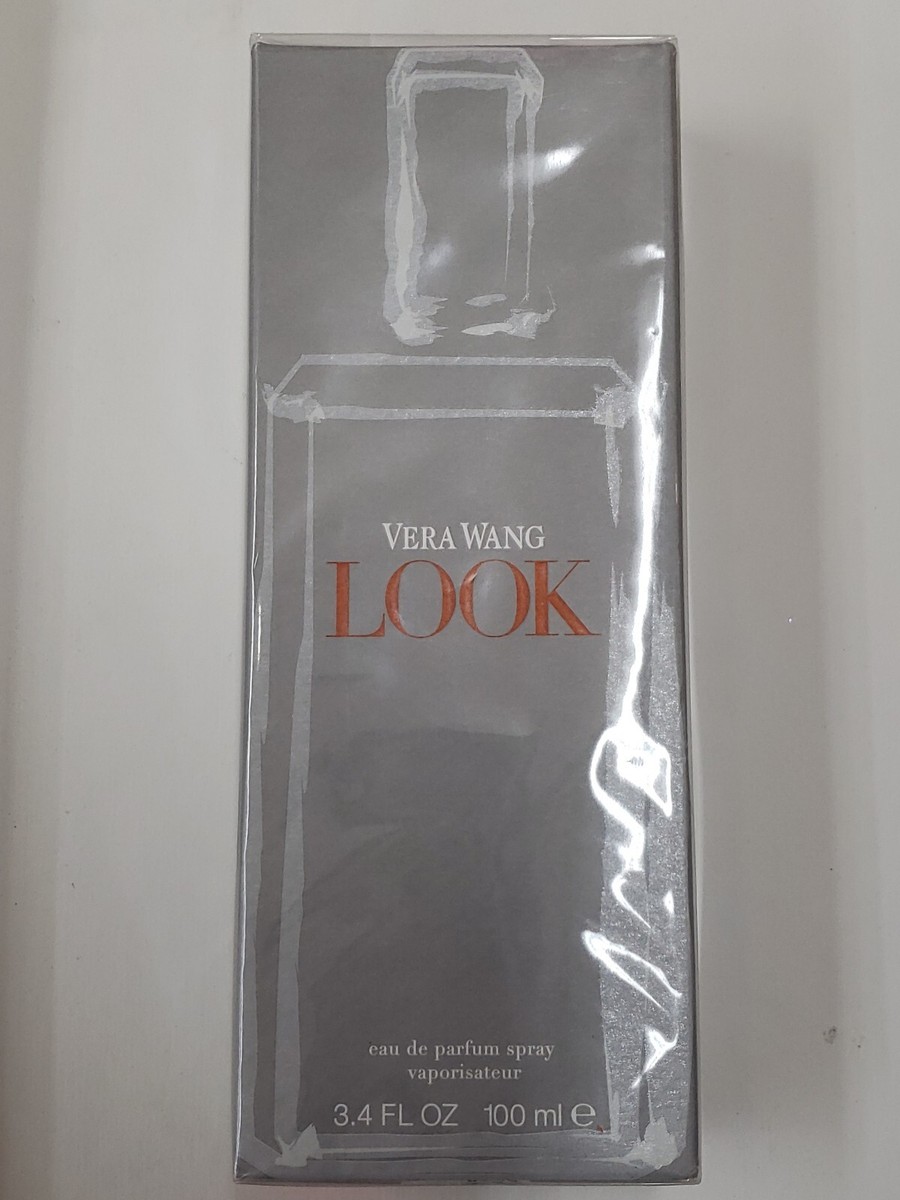 VERA WANG
LOOK
eau de parfum spray
vaporisateur
3.4 FL OZ 100 ml ℮